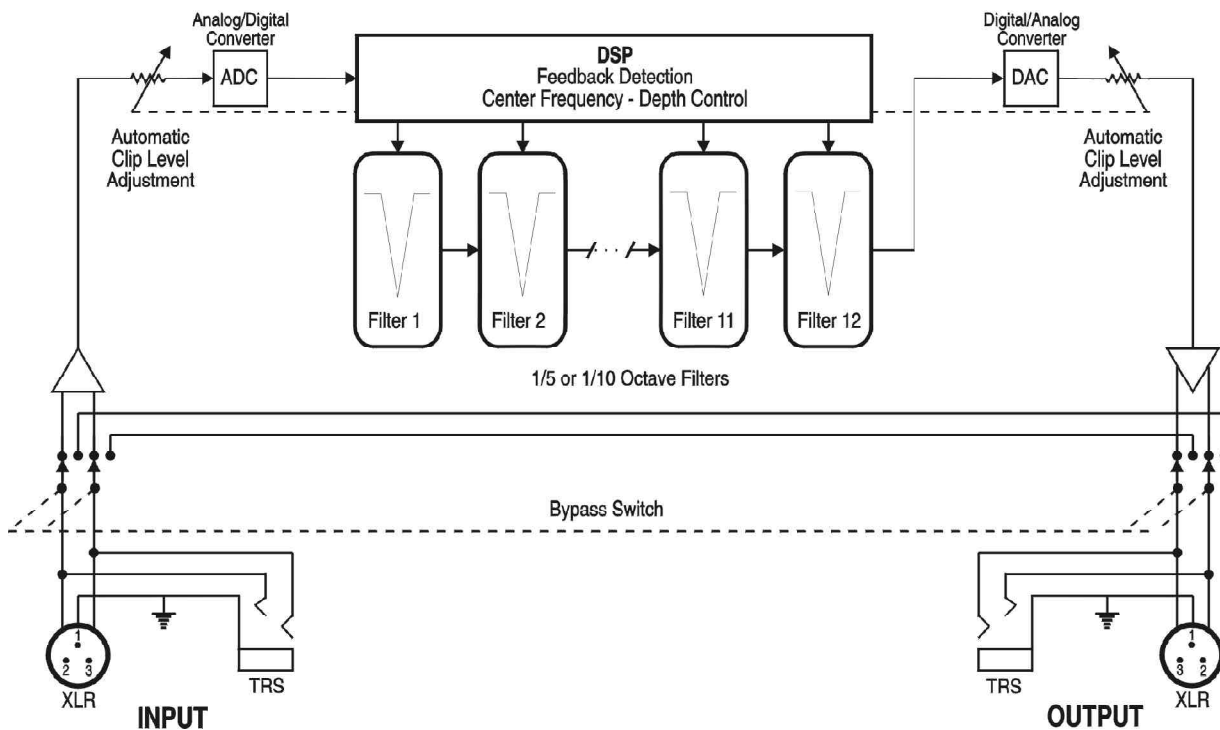 Analog/Digital
Converter
ADC
Automatic
Clip Level
Adjustment
DSP
Feedback Detection
Center Frequency - Depth Control
Digital/Analog
Converter
DAC
Automatic
Clip Level
Adjustment
Filter 1
Filter 2
Filter 11
Filter 12
1/5 or 1/10 Octave Filters
Bypass Switch
1
2 3
XLR
TRS
INPUT
TRS
1
3 2
XLR
OUTPUT